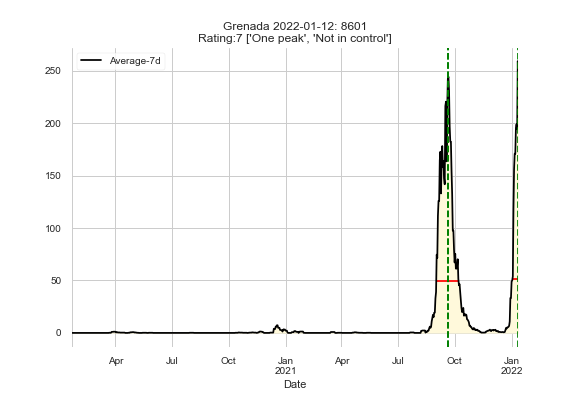 Grenada 2022-01-12: 8601
Rating:7 ['One peak', 'Not in control']
Average-7d
250
200
150
100
50
0
Apr Jul Oct Jan Apr Jul Oct Jan
2021 2022
Date